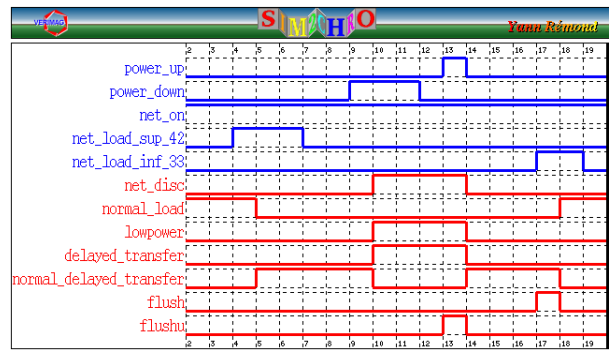 VERIMAG SIM2CHRO Yann Rémond
2 3 4 5 6 7 8 9 10 11 12 13 14 15 16 17 18 19
power_up
power_down
net_on
net_load_sup_42
net_load_inf_33
net_disc
normal_load
lowpower
delayed_transfer
normal_delayed_transfer
flush
flushu
2 3 4 5 6 7 8 9 10 11 12 13 14 15 16 17 18 19